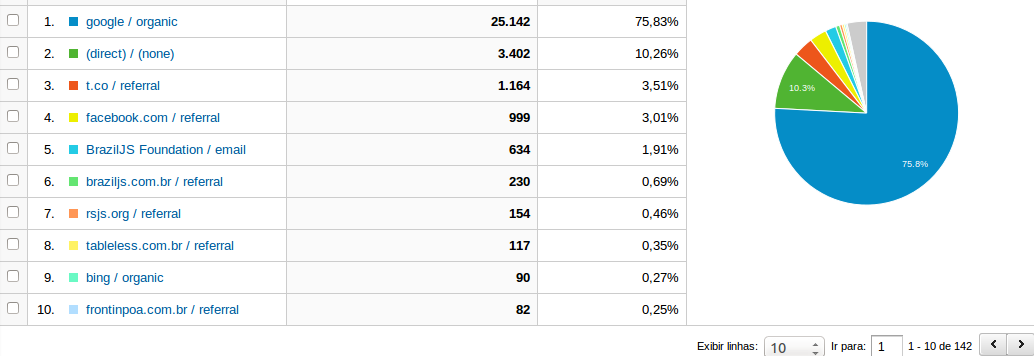 1. google / organic 25.142 75,83%
2. (direct) / (none) 3.402 10,26%
3. t.co / referral 1.164 3,51%
4. facebook.com / referral 999 3,01%
5. BrazilJS Foundation / email 634 1,91%
6. braziljs.com.br / referral 230 0,69%
7. rsjs.org / referral 154 0,46%
8. tableless.com.br / referral 117 0,35%
9. bing / organic 90 0,27%
10. frontinpoa.com.br / referral 82 0,25%
10.3%
75.8%
Exibir linhas: 10 Ir para: 1 1 - 10 de 142